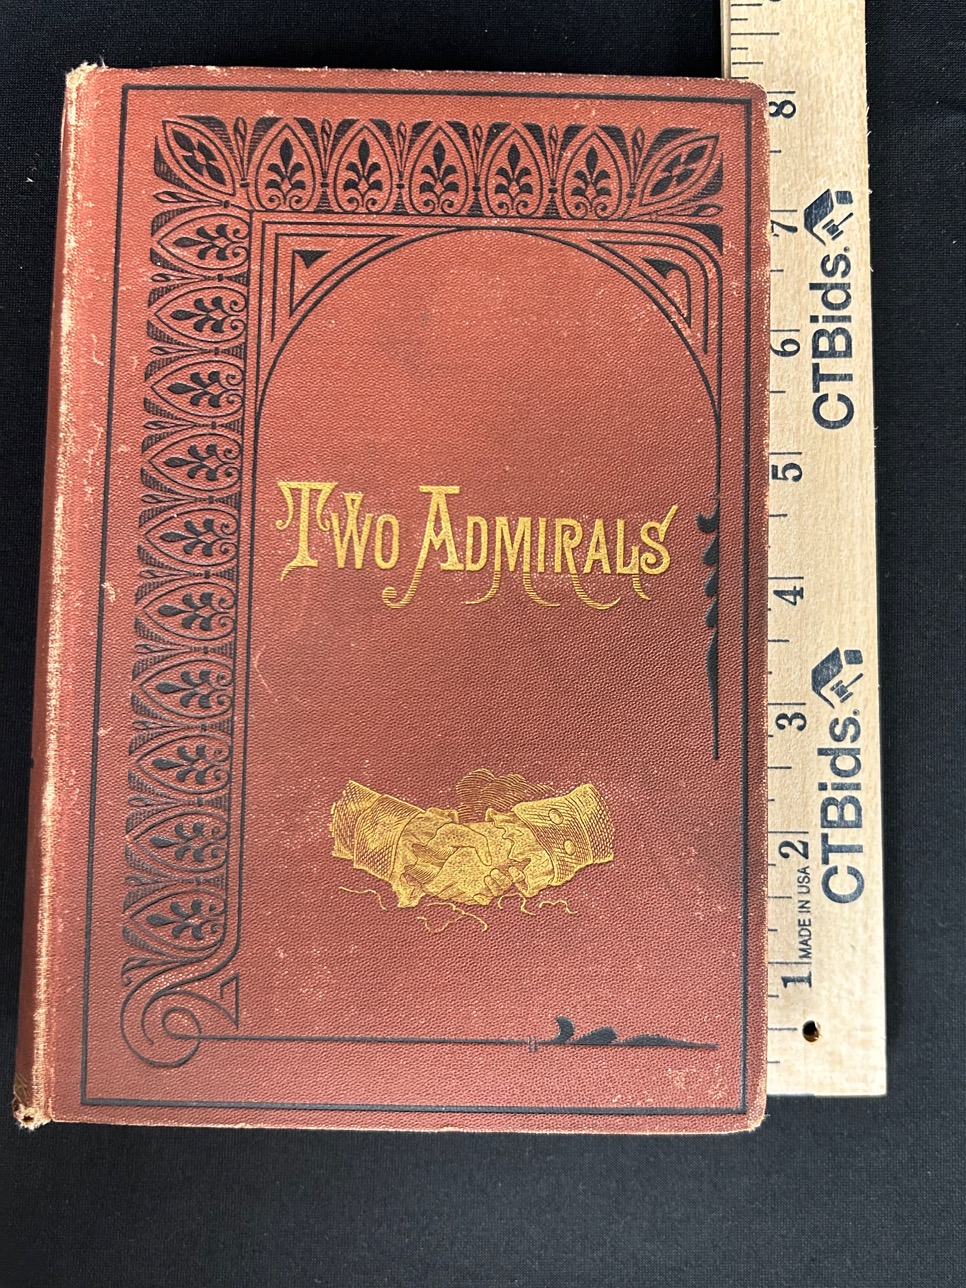 TWO ADMIRALS
8
7
6
5
4
3
2
1
CTBids.
CTBids.
MADE IN USA